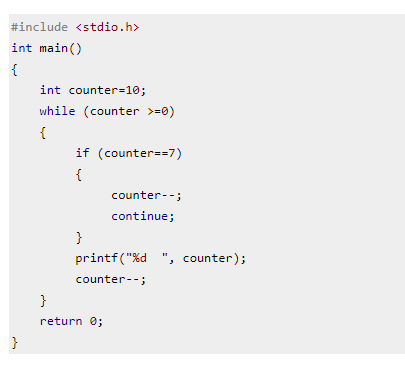 #include <stdio.h>
int main()
{
    int counter=10;
    while (counter >=0)
    {
         if (counter==7)
         {
              counter--;
              continue;
         }
         printf("%d  ", counter);
         counter--;
    }
    return 0;
}